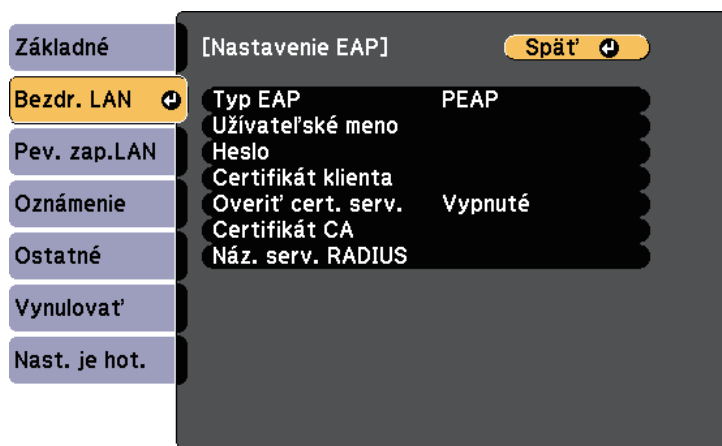 Základné
Bezdr. LAN
Pev. zap.LAN
Oznámenie
Ostatné
Vynulovať
Nast. je hot.
[Nastavenie EAP] Späť
Typ EAP PEAP
Užívateľské meno
Heslo
Certifikát klienta
Overiť cert. serv. Vypnuté
Certifikát CA
Náz. serv. RADIUS